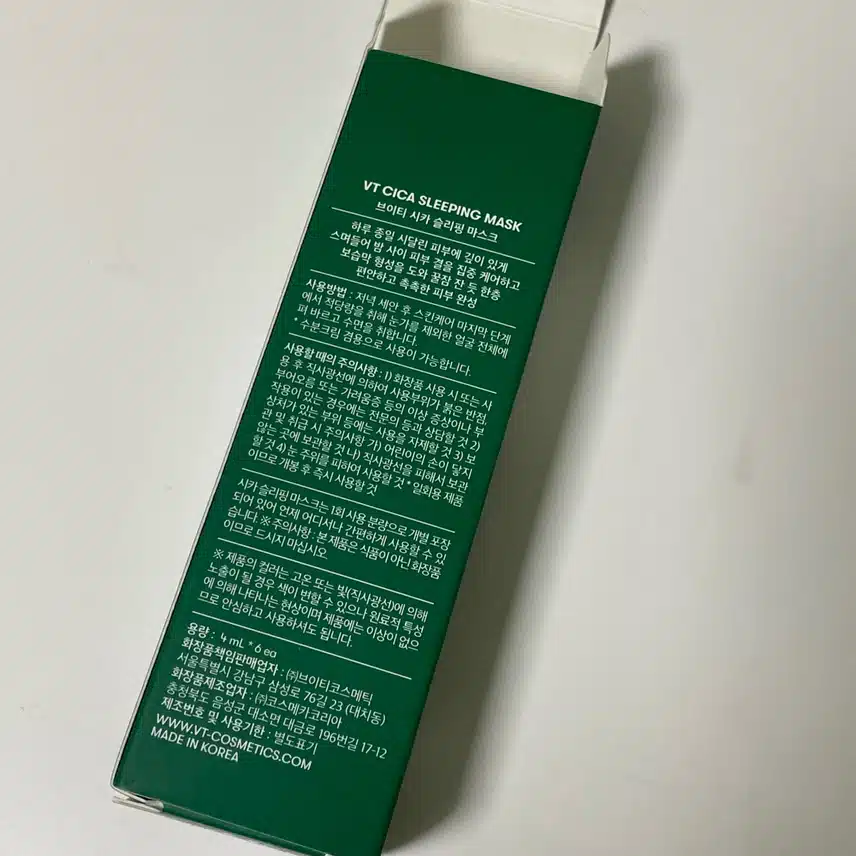 VT CICA SLEEPING MASK
브이티 시카 슬리핑 마스크
하루 종일 시달린 피부에 깊이 있게
스며들어 밤 사이 피부 결을 집중 케어하고
보습막 형성을 도와 꿀잠 잔 듯 한층
편안하고 촉촉한 피부 완성
사용방법 : 저녁 세안 후 스킨케어 마지막 단계
에서 적당량을 취해 눈가를 제외한 얼굴 전체에
펴 바르고 수면을 취합니다.
* 수분크림 겸용으로 사용이 가능합니다.
사용할 때의 주의사항 : 1) 화장품 사용 시 또는 사
용 후 직사광선에 의하여 사용부위가 붉은 반점,
부어오름 또는 가려움증 등의 이상 증상이나 부
작용이 있는 경우에는 전문의 등과 상담할 것 2)
상처가 있는 부위 등에는 사용을 자제할 것 3) 보
관 및 취급 시 주의사항 가) 어린이의 손이 닿지
않는 곳에 보관할 것 나) 직사광선을 피해서 보관
할 것 4) 눈 주위를 피하여 사용할 것 * 일회용 제품
이므로 개봉 후 즉시 사용할 것
시카 슬리핑 마스크는 1회 사용 분량으로 개별 포장
되어 있어 언제 어디서나 간편하게 사용할 수 있
습니다. ※ 주의사항 : 본 제품은 식품이 아닌 화장품
이므로 드시지 마십시오.
※ 제품의 컬러는 고온 또는 빛(직사광선)에 의해
노출이 될 경우 색이 변할 수 있으나 원료적 특성
에 의해 나타나는 현상이며 제품에는 이상이 없으
므로 안심하고 사용하셔도 됩니다.
용량 : 4 mL * 6 ea
화장품책임판매업자 : ㈜브이티코스메틱
서울특별시 강남구 삼성로 76길 23 (대치동)
화장품제조업자 : ㈜코스메카코리아
충청북도 음성군 대소면 대금로 196번길 17-12
제조번호 및 사용기한 : 별도표기
WWW.VT-COSMETICS.COM
MADE IN KOREA